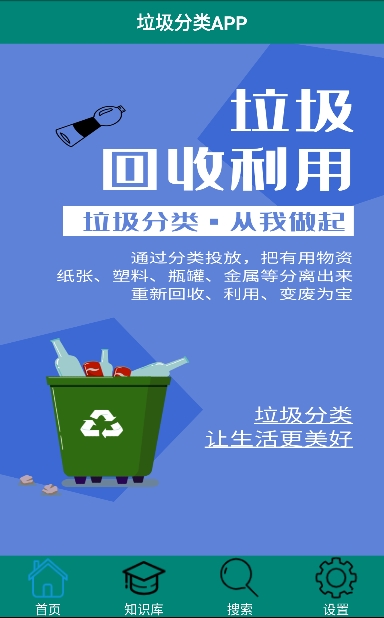 垃圾分类APP
垃圾
回收利用
垃圾分类·从我做起
通过分类投放，把有用物资
纸张、塑料、瓶罐、金属等分离出来
重新回收、利用、变废为宝
垃圾分类
让生活更美好
首页
知识库
搜索
设置